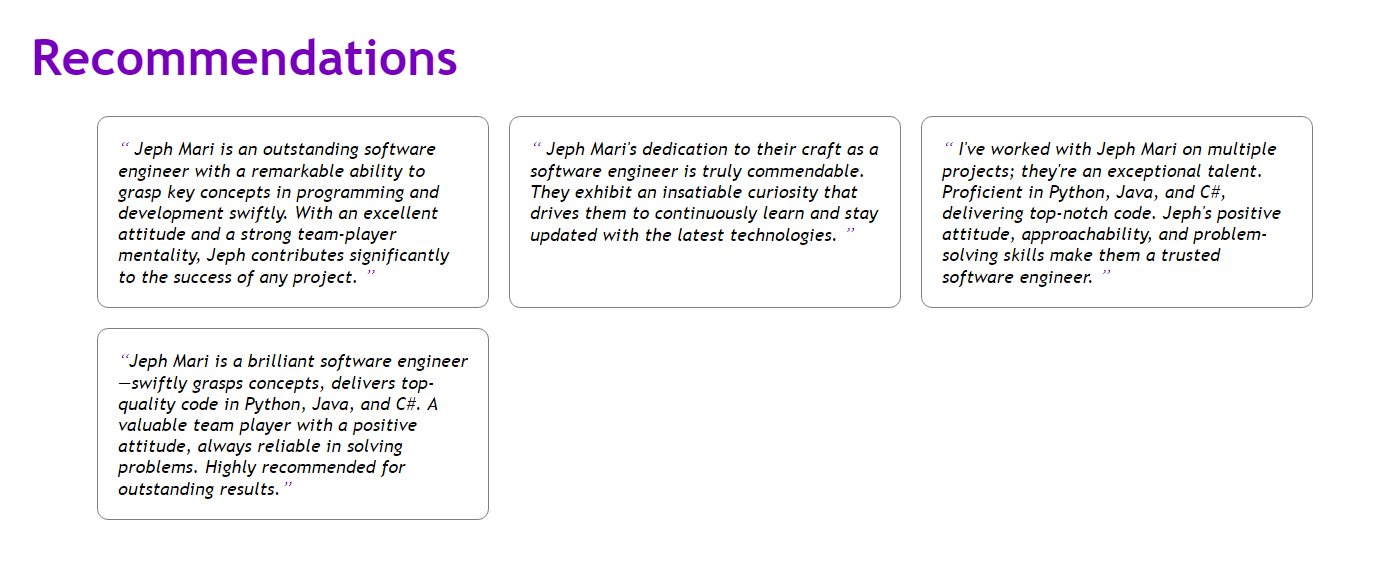 Recommendations
“ Jeph Mari is an outstanding software
engineer with a remarkable ability to
grasp key concepts in programming and
development swiftly. With an excellent
attitude and a strong team-player
mentality, Jeph contributes significantly
to the success of any project. ”
“ Jeph Mari's dedication to their craft as a
software engineer is truly commendable.
They exhibit an insatiable curiosity that
drives them to continuously learn and stay
updated with the latest technologies. ”
“ I've worked with Jeph Mari on multiple
projects; they're an exceptional talent.
Proficient in Python, Java, and C#,
delivering top-notch code. Jeph's positive
attitude, approachability, and problem-
solving skills make them a trusted
software engineer. ”
“Jeph Mari is a brilliant software engineer
—swiftly grasps concepts, delivers top-
quality code in Python, Java, and C#. A
valuable team player with a positive
attitude, always reliable in solving
problems. Highly recommended for
outstanding results. ”